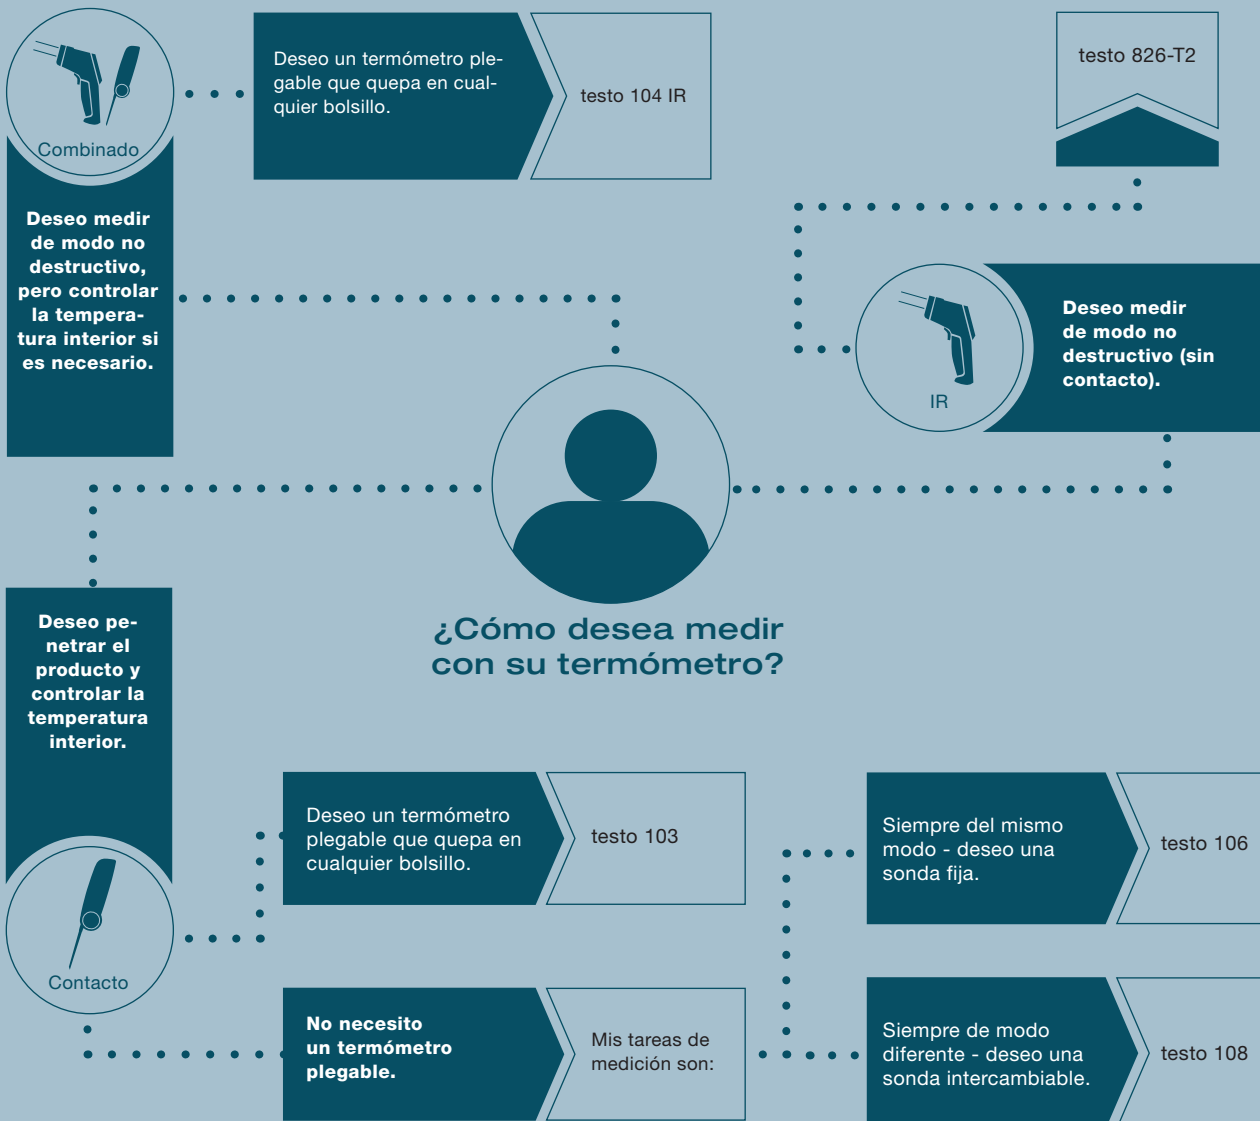 Combinado
Deseo medir
de modo no
destructivo,
pero controlar
la tempera-
tura interior si
es necesario.
Deseo un termómetro ple-
gable que quepa en cual-
quier bolsillo.
testo 104 IR
testo 826-T2
IR
Deseo medir
de modo no
destructivo (sin
contacto).
¿Cómo desea medir
con su termómetro?
Deseo pe-
netrar el
producto y
controlar la
temperatura
interior.
Contacto
Deseo un termómetro
plegable que quepa en
cualquier bolsillo.
testo 103
No necesito
un termómetro
plegable.
Mis tareas de
medición son:
Siempre del mismo
modo - deseo una
sonda fija.
testo 106
Siempre de modo
diferente - deseo una
sonda intercambiable.
testo 108